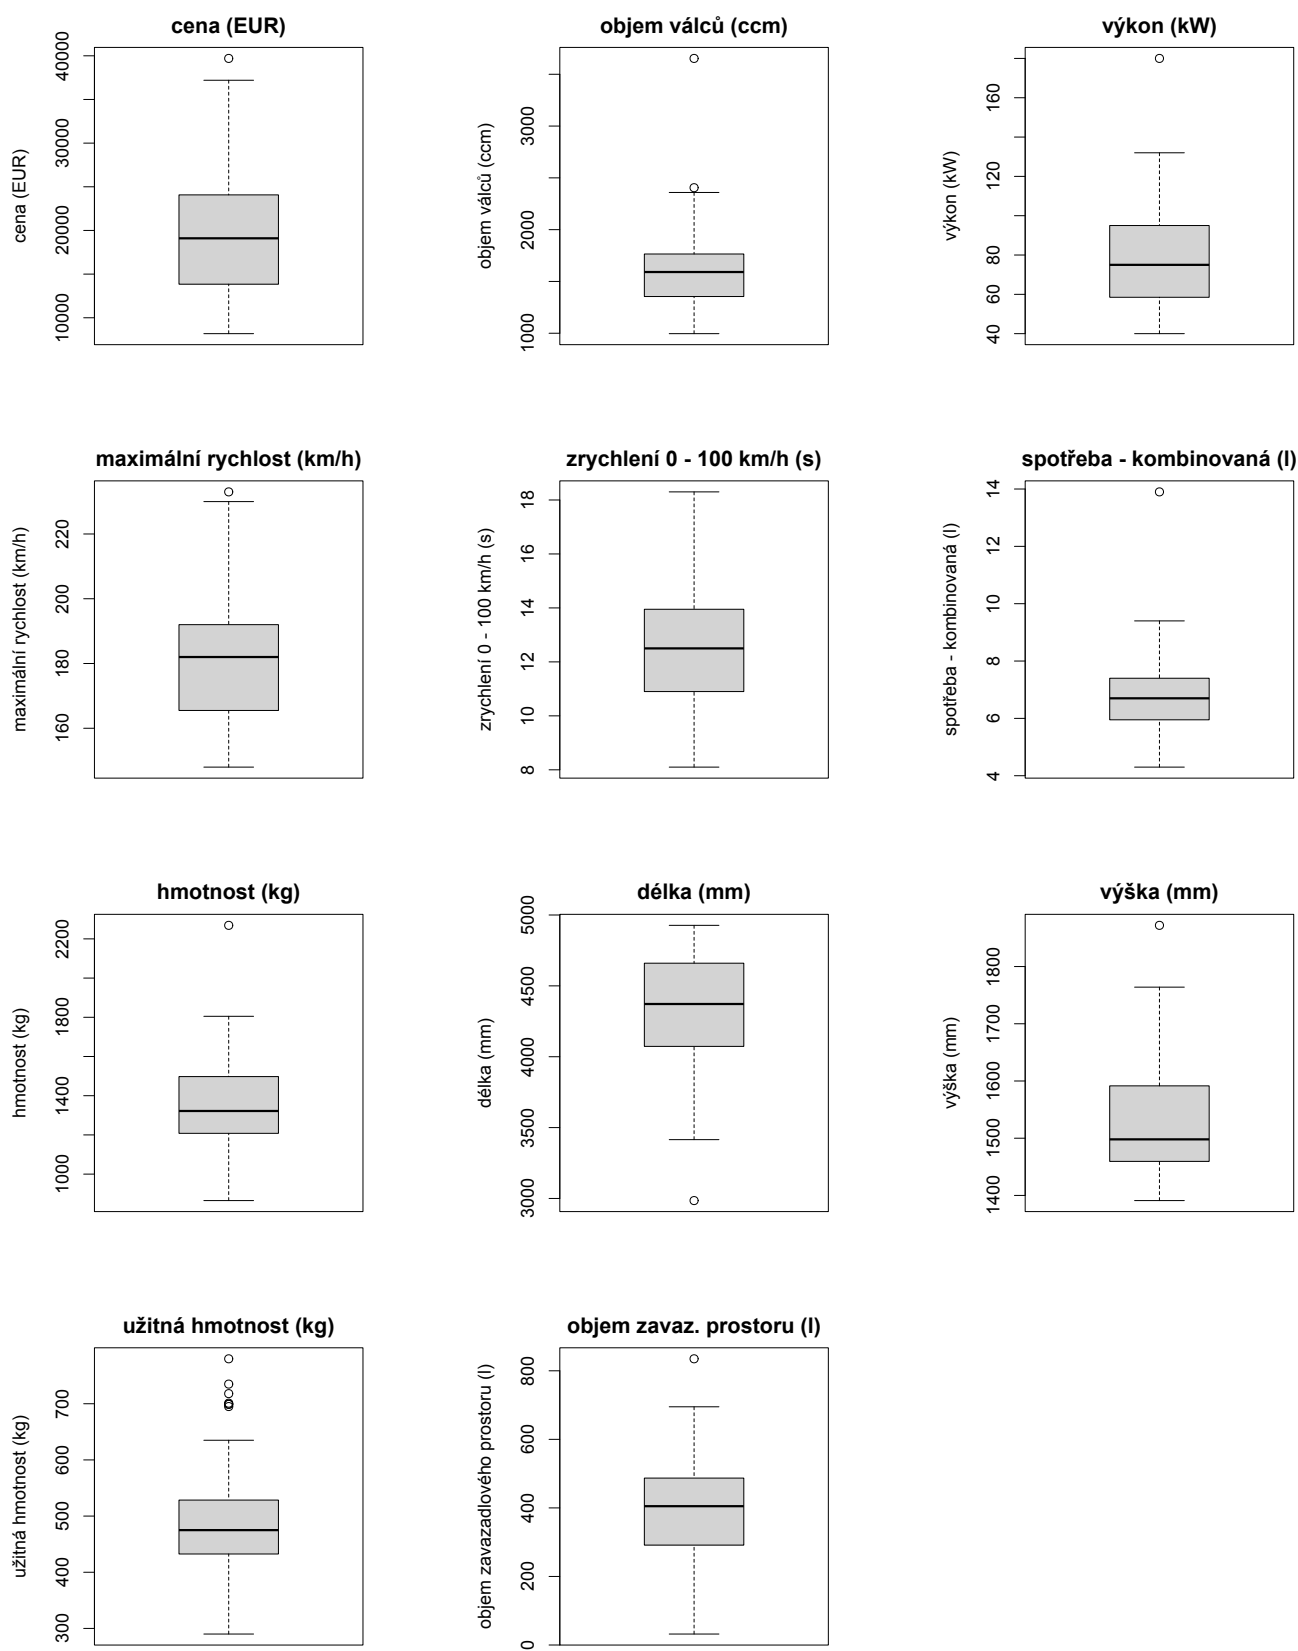 cena (EUR)
cena (EUR)
10000
20000
30000
40000
objem válců (ccm)
objem válců (ccm)
1000
2000
3000
výkon (kW)
výkon (kW)
40
60
80
120
160
maximální rychlost (km/h)
maximální rychlost (km/h)
160
180
200
220
zrychlení 0 - 100 km/h (s)
zrychlení 0 - 100 km/h (s)
8
10
12
14
16
18
spotřeba - kombinovaná (l)
spotřeba - kombinovaná (l)
4
6
8
10
12
14
hmotnost (kg)
hmotnost (kg)
1000
1400
1800
2200
délka (mm)
délka (mm)
3000
3500
4000
4500
5000
výška (mm)
výška (mm)
1400
1500
1600
1700
1800
užitná hmotnost (kg)
užitná hmotnost (kg)
300
400
500
600
700
objem zavaz. prostoru (l)
objem zavazadlového prostoru (l)
0
200
400
600
800